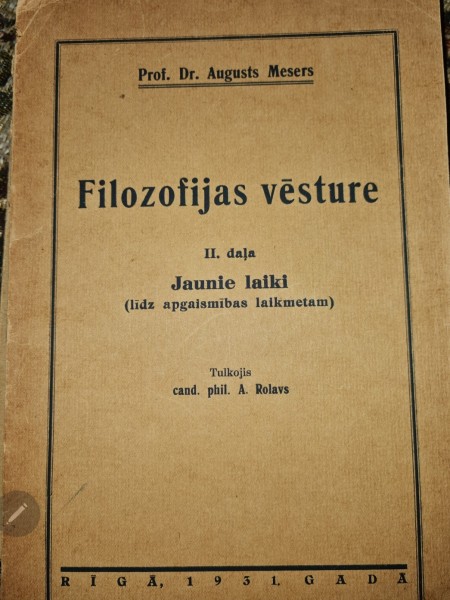 Prof. Dr. Augusts Mesers
Filozofijas vēsture
II. daļa
Jaunie laiki
(līdz apgaismības laikmetam)
Tulkojis
cand. phil. A. Rolavs
RĪGĀ, 1931. GADĀ